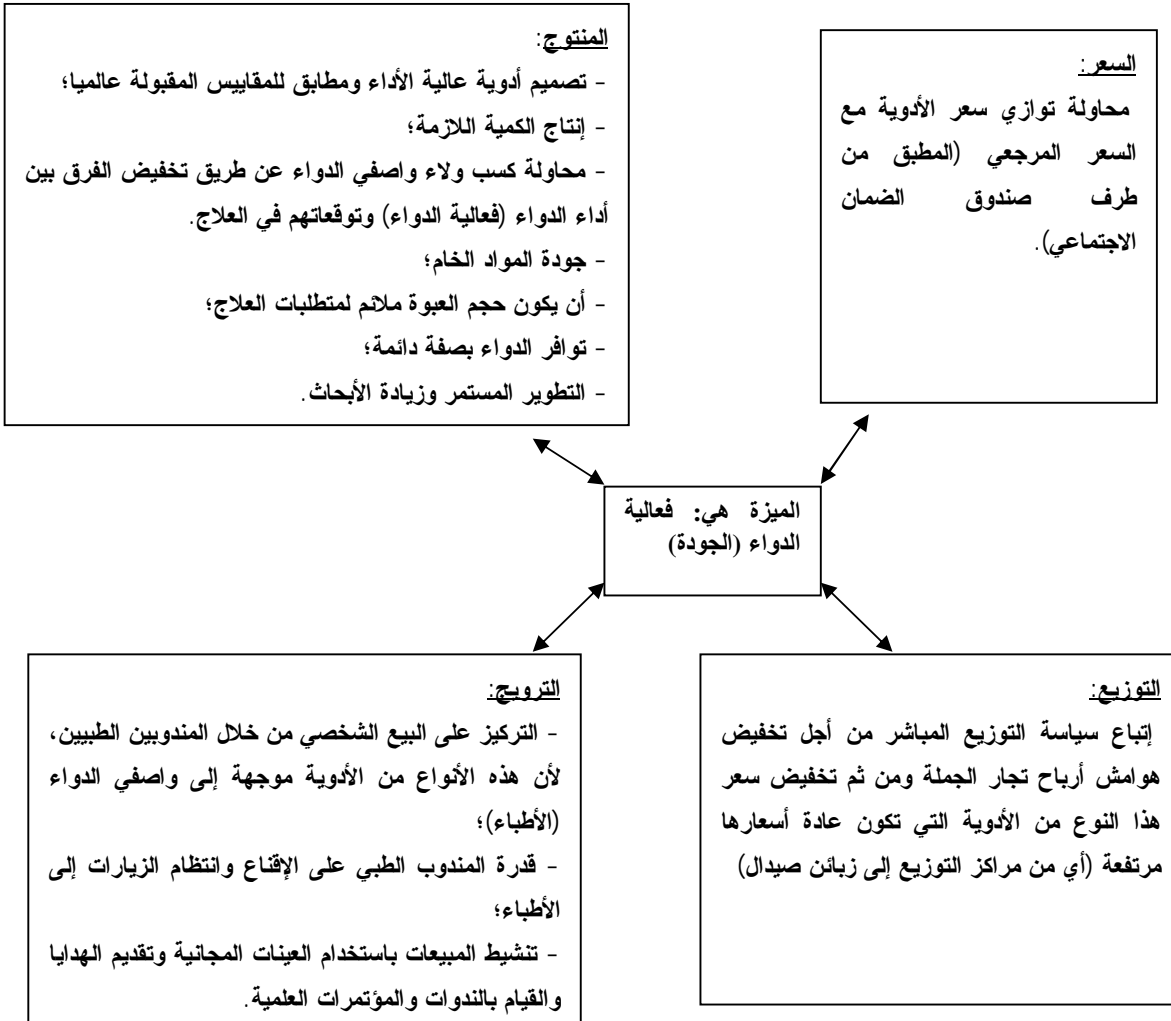 المنتوج:
- تصميم أدوية عالية الأداء ومطابق للمقاييس المقبولة عالميا؛
- إنتاج الكمية اللازمة؛
- محاولة كسب ولاء واصفي الدواء عن طريق تخفيض الفرق بين
أداء الدواء (فعالية الدواء) وتوقعاتهم في العلاج.
- جودة المواد الخام؛
- أن يكون حجم العبوة ملائم لمتطلبات العلاج؛
- توافر الدواء بصفة دائمة؛
- التطوير المستمر وزيادة الأبحاث.
السعر:
محاولة توازي سعر الأدوية مع
السعر المرجعي (المطبق من
طرف صندوق الضمان
الاجتماعي).
الميزة هي: فعالية
الدواء (الجودة)
الترويج:
- التركيز على البيع الشخصي من خلال المندوبين الطبيين،
لأن هذه الأنواع من الأدوية موجهة إلى واصفي الدواء
(الأطباء)؛
- قدرة المندوب الطبي على الإقناع وانتظام الزيارات إلى
الأطباء؛
- تنشيط المبيعات باستخدام العينات المجانية وتقديم الهدايا
والقيام بالندوات والمؤتمرات العلمية.
التوزيع:
إتباع سياسة التوزيع المباشر من أجل تخفيض
هوامش أرباح تجار الجملة ومن ثم تخفيض سعر
هذا النوع من الأدوية التي تكون عادة أسعارها
مرتفعة (أي من مراكز التوزيع إلى زبائن صيدال)